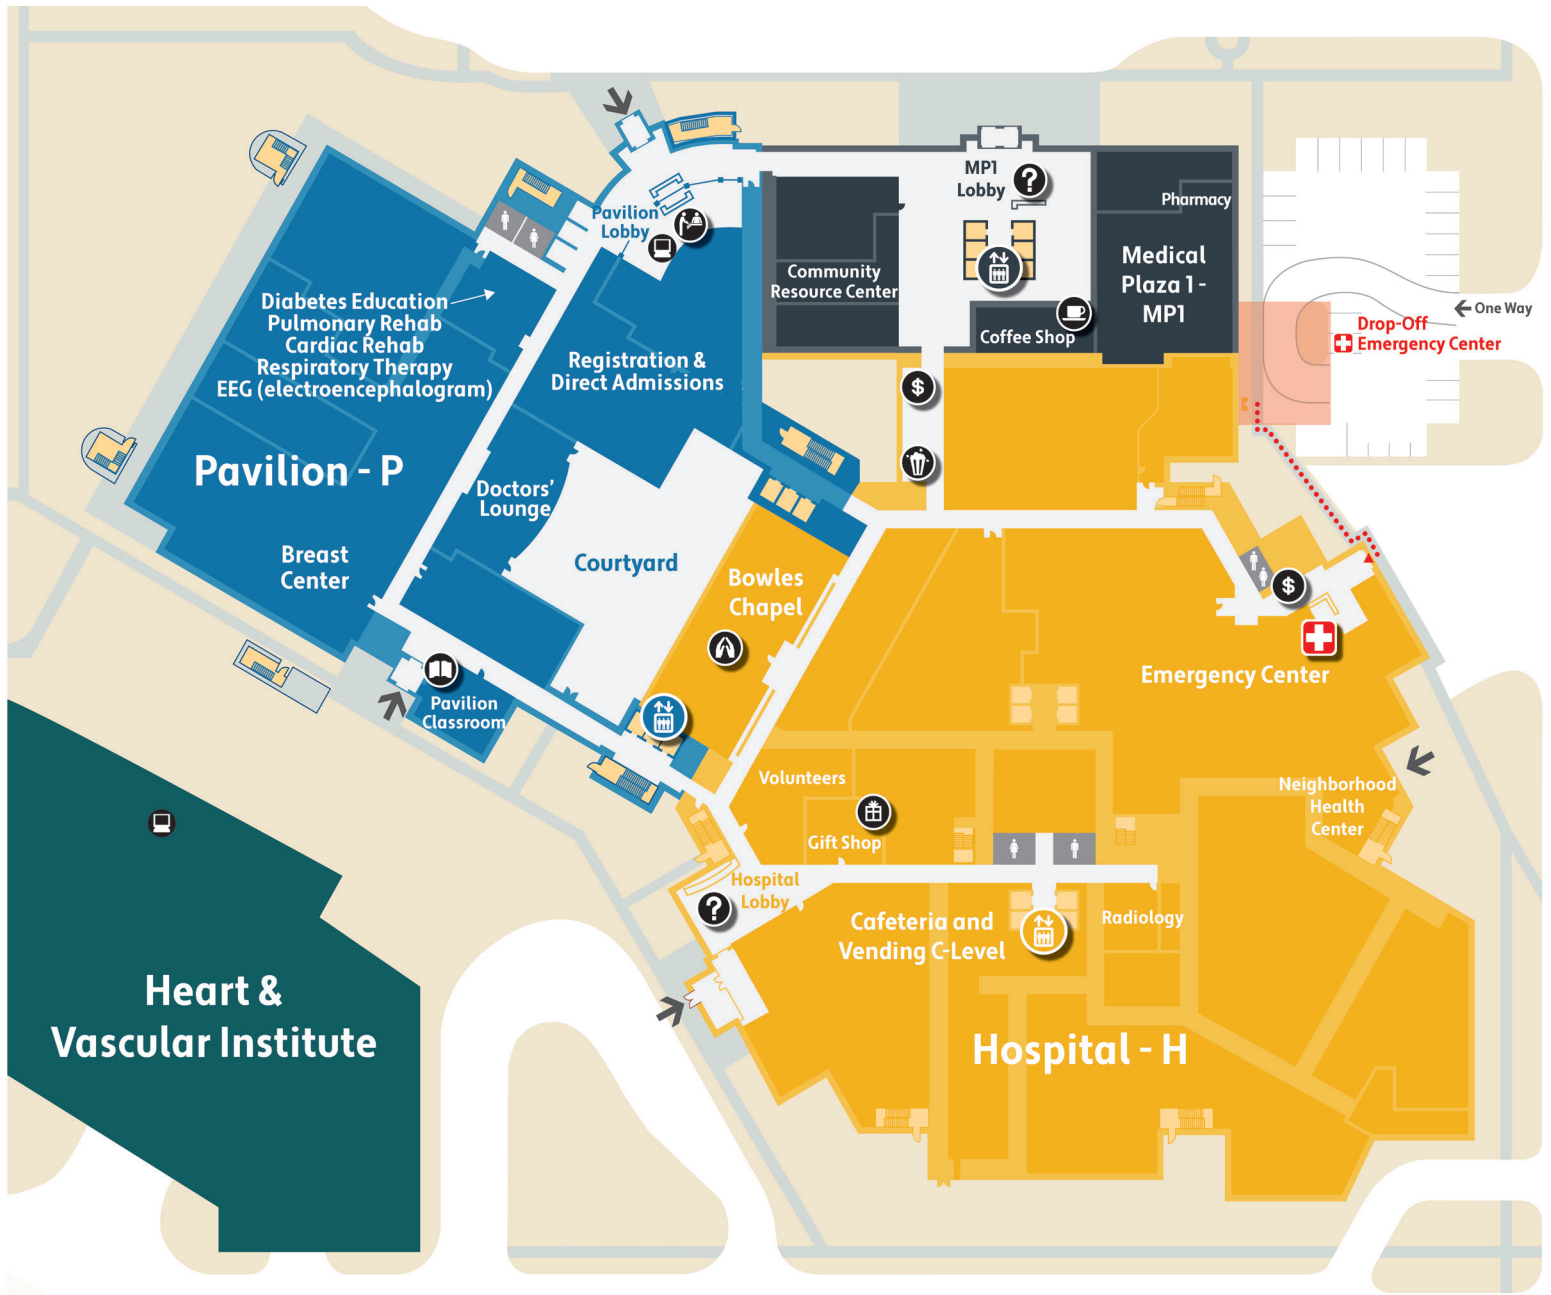 MP1
Lobby
?
Pharmacy
Pavilion
Lobby
Medical
Plaza 1 -
MP1
Community
Resource Center
Coffee Shop
One Way
Drop-Off
Emergency Center
Diabetes Education
Pulmonary Rehab
Cardiac Rehab
Respiratory Therapy
EEG (electroencephalogram)
Registration &
Direct Admissions
$
Pavilion - P
Doctors'
Lounge
Breast
Center
Courtyard
Bowles
Chapel
$
Emergency Center
Pavilion
Classroom
Volunteers
Gift Shop
Neighborhood
Health
Center
Hospital
Lobby
?
Cafeteria and
Vending C-Level
Radiology
Heart &
Vascular Institute
Hospital - H